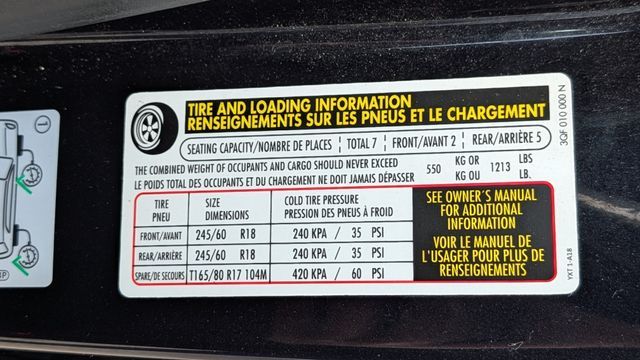 TIRE AND LOADING INFORMATION
RENSEIGNEMENTS SUR LES PNEUS ET LE CHARGEMENT
SEATING CAPACITY/NOMBRE DE PLACES TOTAL 7 FRONT/AVANT 2 REAR/ARRIÈRE 5
THE COMBINED WEIGHT OF OCCUPANTS AND CARGO SHOULD NEVER EXCEED
LE POIDS TOTAL DES OCCUPANTS ET DU CHARGEMENT NE DOIT JAMAIS DÉPASSER
550 KG OR 1213 LBS
KG OU LB.
TIRE SIZE COLD TIRE PRESSURE
PNEU DIMENSIONS PRESSION DES PNEUS À FROID
FRONT/AVANT 245/60 R18 240 KPA / 35 PSI
REAR/ARRIÈRE 245/60 R18 240 KPA / 35 PSI
SPARE/DE SECOURS T165/80 R17 104M 420 KPA / 60 PSI
SEE OWNER'S MANUAL
FOR ADDITIONAL
INFORMATION
VOIR LE MANUEL DE
L'USAGER POUR PLUS DE
RENSEIGNEMENTS
3QF 010 000 N
YXT 1-A18
1